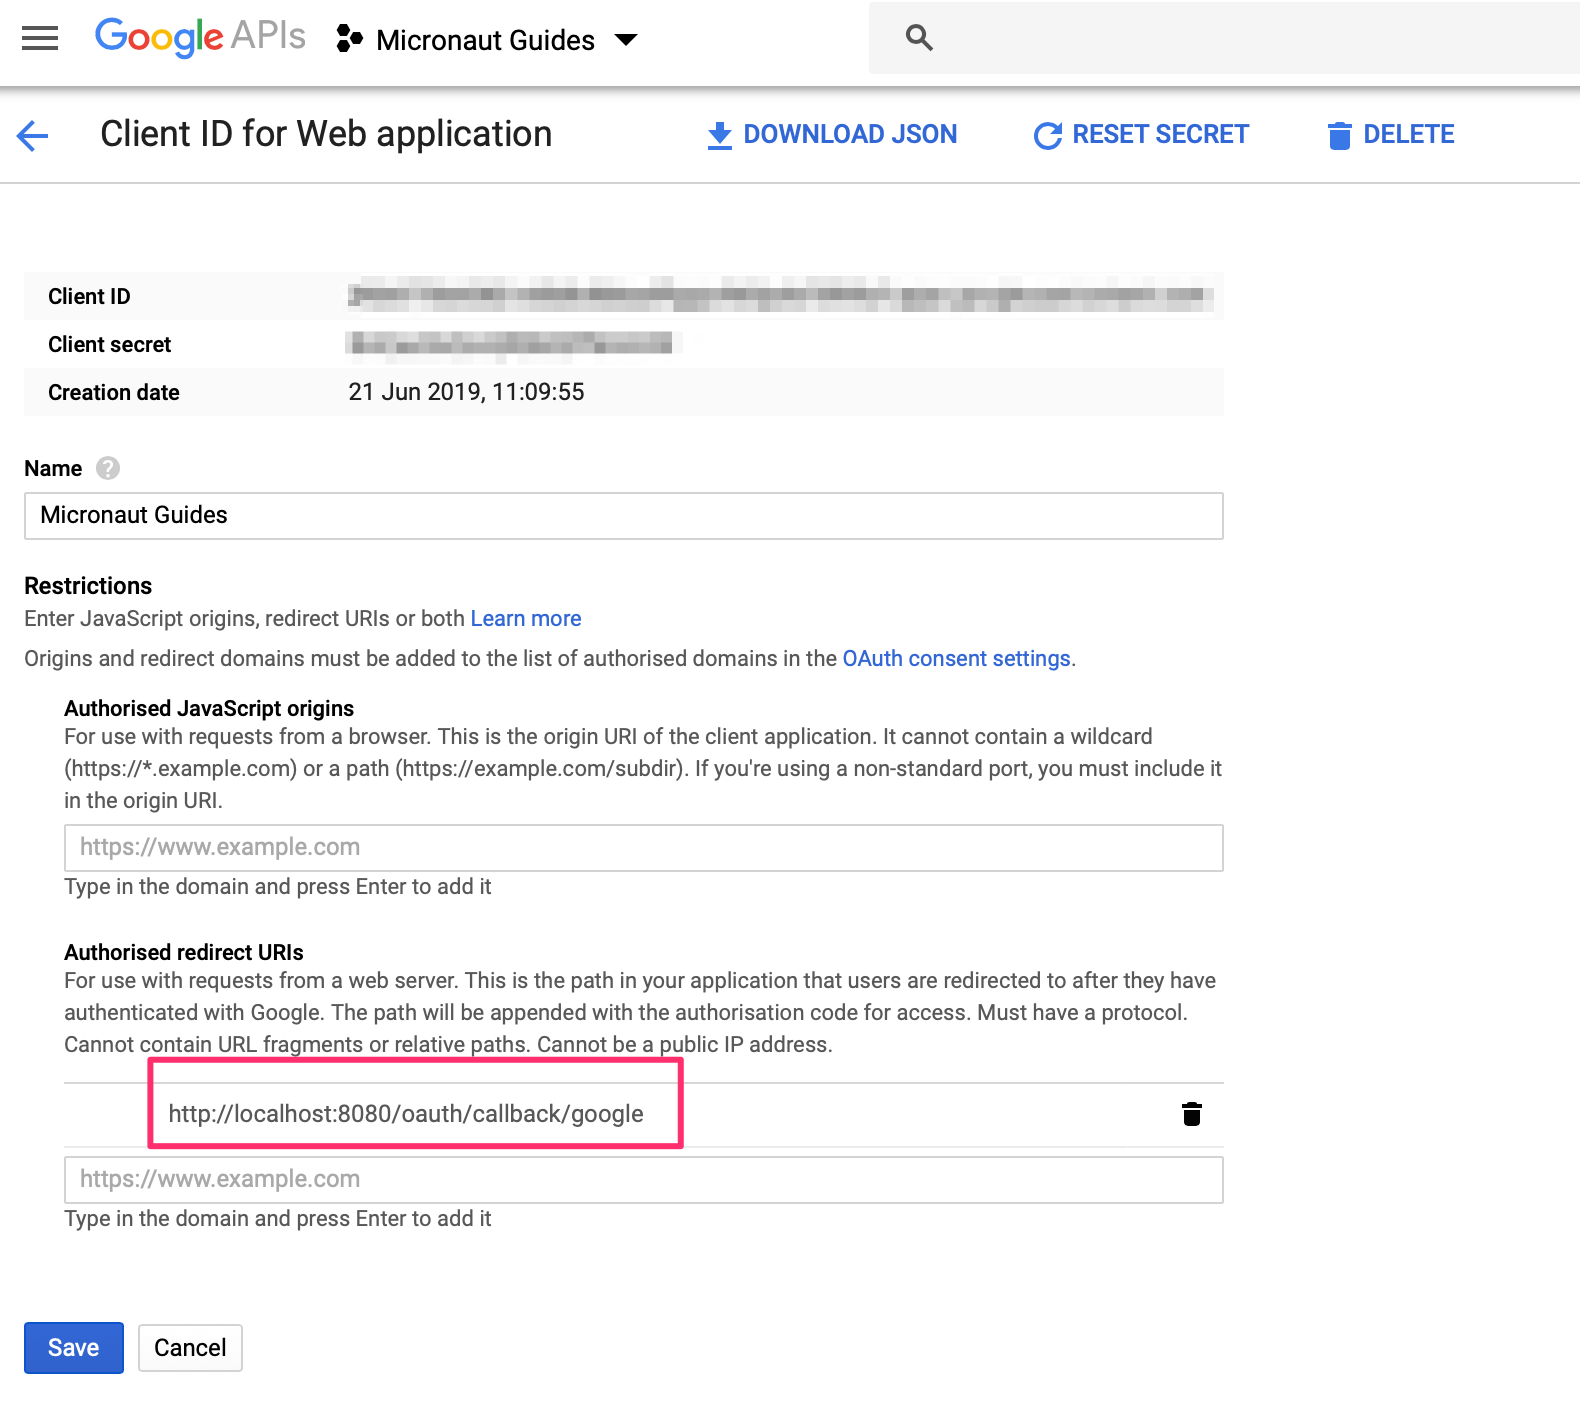 Google APIs Micronaut Guides
Client ID for Web application DOWNLOAD JSON RESET SECRET DELETE
Client ID
Client secret
Creation date 21 Jun 2019, 11:09:55
Name ?
Micronaut Guides
Restrictions
Enter JavaScript origins, redirect URIs or both Learn more
Origins and redirect domains must be added to the list of authorised domains in the OAuth consent settings.
Authorised JavaScript origins
For use with requests from a browser. This is the origin URI of the client application. It cannot contain a wildcard
(https://*.example.com) or a path (https://example.com/subdir). If you're using a non-standard port, you must include it
in the origin URI.
https://www.example.com
Type in the domain and press Enter to add it
Authorised redirect URIs
For use with requests from a web server. This is the path in your application that users are redirected to after they have
authenticated with Google. The path will be appended with the authorisation code for access. Must have a protocol.
Cannot contain URL fragments or relative paths. Cannot be a public IP address.
http://localhost:8080/oauth/callback/google
https://www.example.com
Type in the domain and press Enter to add it
Save Cancel